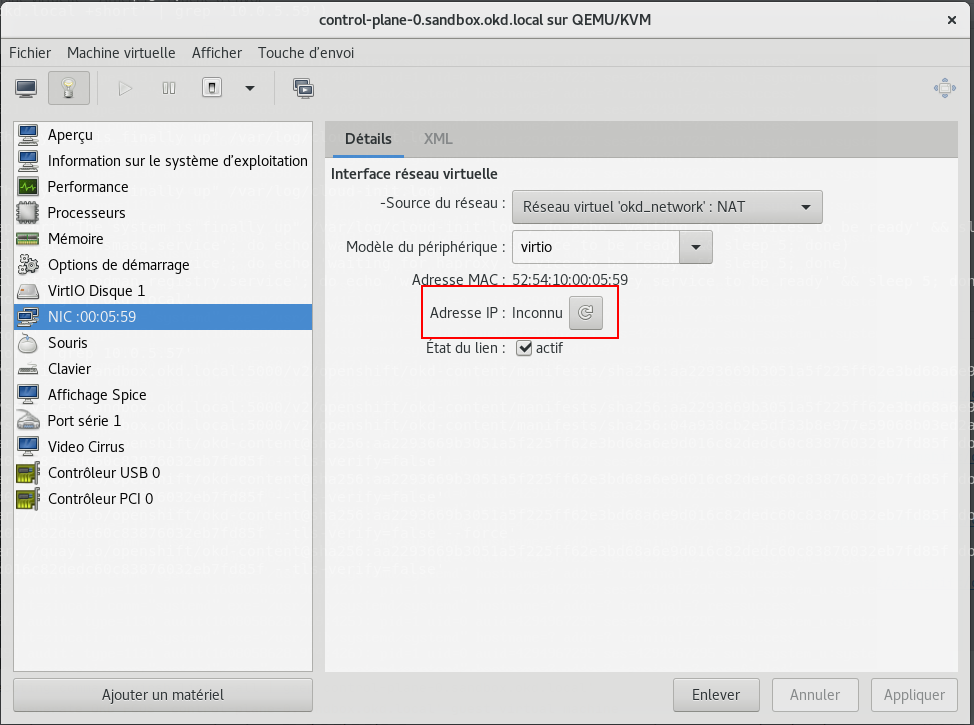 control-plane-0.sandbox.okd.local sur QEMU/KVM
Fichier Machine virtuelle Afficher Touche d'envoi
Aperçu
Information sur le système d'exploitation
Performance
Processeurs
Mémoire
Options de démarrage
VirtIO Disque 1
NIC :00:05:59
Souris
Clavier
Affichage Spice
Port série 1
Video Cirrus
Contrôleur USB 0
Contrôleur PCI 0
Ajouter un matériel
Détails XML
Interface réseau virtuelle
-Source du réseau : Réseau virtuel 'okd_network' : NAT
Modèle du périphérique : virtio
Adresse MAC : 52:54:10:00:05:59
Adresse IP : Inconnu
État du lien : actif
Enlever Annuler Appliquer